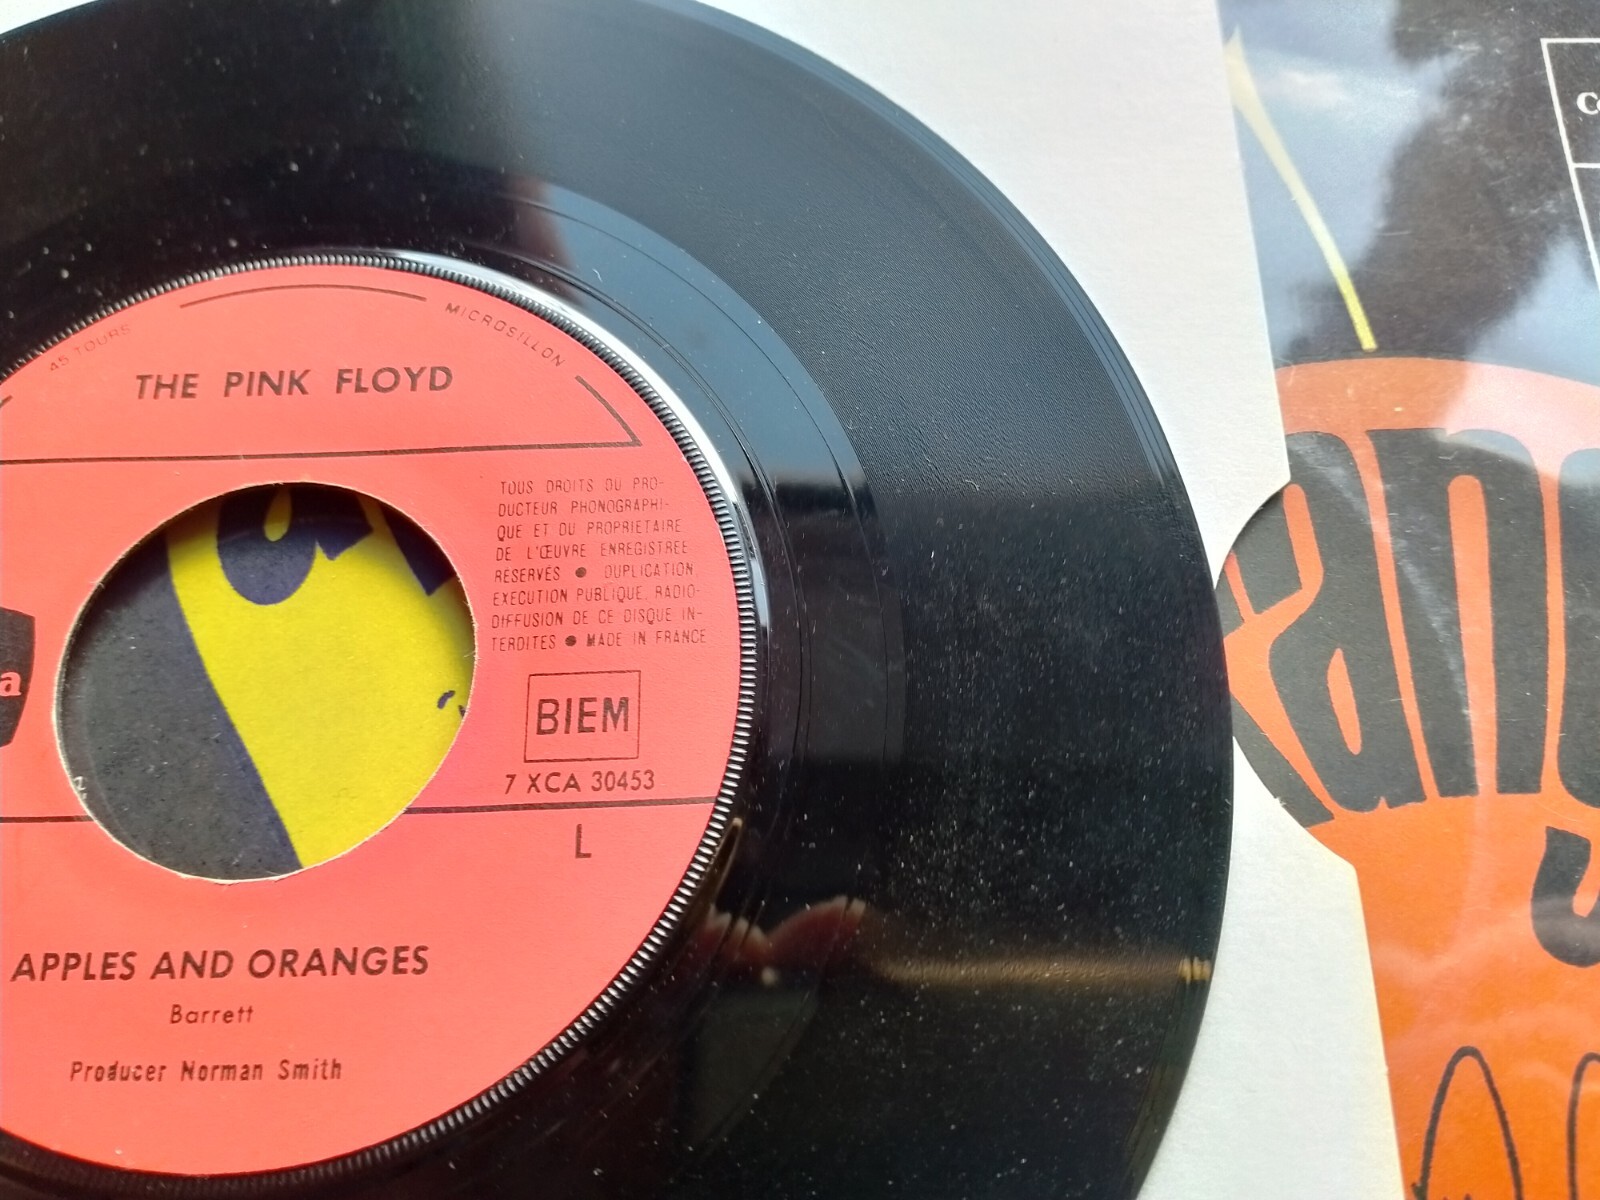 45 TOURS
MICROSILLON
THE PINK FLOYD
TOUS DROITS DU PRO-
DUCTEUR PHONOGRAPHI-
QUE ET DU PROPRIETAIRE
DE L'ŒUVRE ENREGISTREE
RÉSERVÉS ● DUPLICATION,
EXECUTION PUBLIQUE, RADIO-
DIFFUSION DE CE DISQUE IN-
TERDITES ● MADE IN FRANCE
BIEM
7 XCA 30453
L
APPLES AND ORANGES
Barrett
Producer Norman Smith